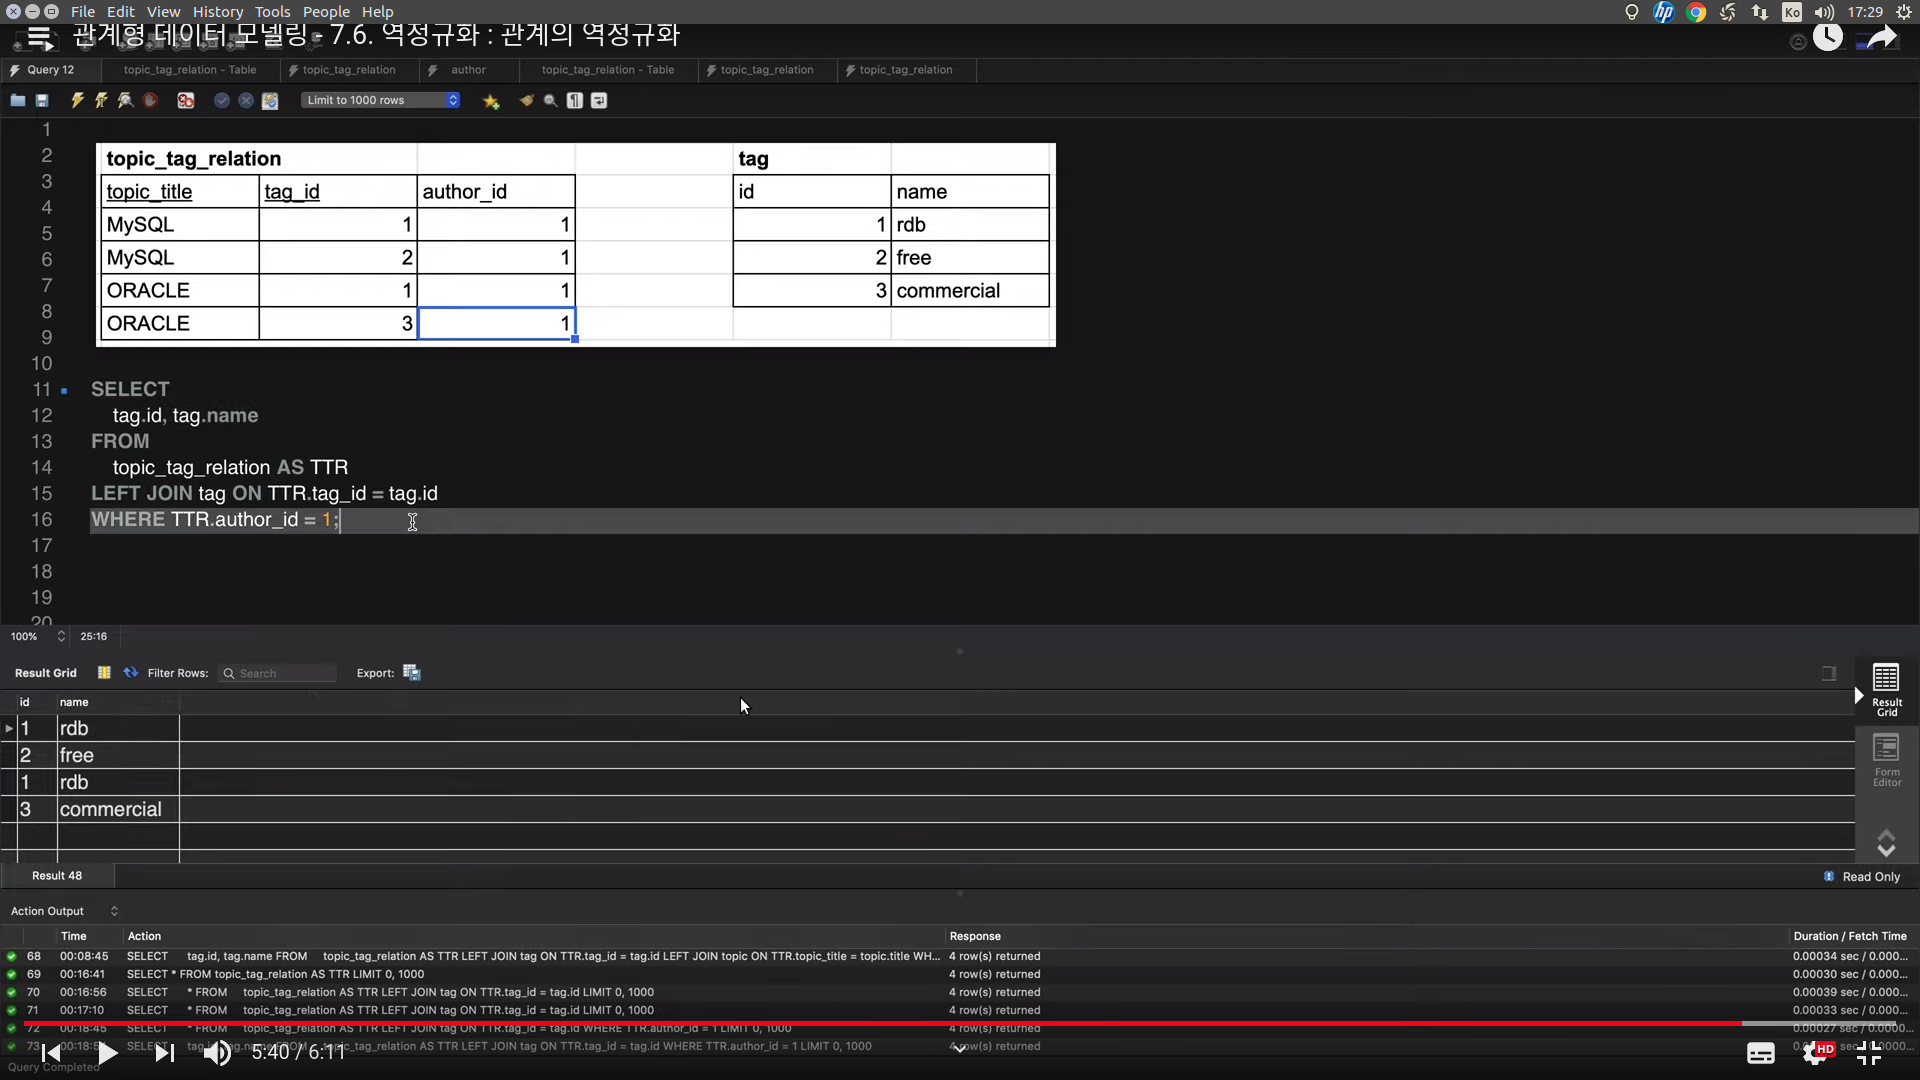 File Edit View History Tools People Help
Ko 17:29
관계형 데이터 모델링 - 7.6. 역정규화 : 관계의 역정규화
Query 12 topic_tag_relation - Table topic_tag_relation author topic_tag_relation - Table topic_tag_relation topic_tag_relation
Limit to 1000 rows
1
2
3
4
5
6
7
8
9
topic_tag_relation tag
topic_title tag_id author_id id name
MySQL 1 1 1 rdb
MySQL 2 1 2 free
ORACLE 1 1 3 commercial
ORACLE 3 1
10
11 SELECT
12 tag.id, tag.name
13 FROM
14 topic_tag_relation AS TTR
15 LEFT JOIN tag ON TTR.tag_id = tag.id
16 WHERE TTR.author_id = 1;
17
18
19
20
100% 25:16
Result Grid Filter Rows: Search Export:
id name
1 rdb
2 free
1 rdb
3 commercial
Result Grid
Form Editor
Result 48 Read Only
Action Output
Time Action Response Duration / Fetch Time
68 00:08:45 SELECT tag.id, tag.name FROM topic_tag_relation AS TTR LEFT JOIN tag ON TTR.tag_id = tag.id LEFT JOIN topic ON TTR.topic_title = topic.title WH... 4 row(s) returned 0.00034 sec / 0.000...
69 00:16:41 SELECT * FROM topic_tag_relation AS TTR LIMIT 0, 1000 4 row(s) returned 0.00030 sec / 0.000...
70 00:16:56 SELECT * FROM topic_tag_relation AS TTR LEFT JOIN tag ON TTR.tag_id = tag.id LIMIT 0, 1000 4 row(s) returned 0.00039 sec / 0.000...
71 00:17:10 SELECT * FROM topic_tag_relation AS TTR LEFT JOIN tag ON TTR.tag_id = tag.id LIMIT 0, 1000 4 row(s) returned 0.00033 sec / 0.000...
72 00:18:45 SELECT * FROM topic_tag_relation AS TTR LEFT JOIN tag ON TTR.tag_id = tag.id WHERE TTR.author_id = 1 LIMIT 0, 1000 4 row(s) returned 0.00027 sec / 0.000...
73 SELECT topic_tag_relation AS TTR LEFT JOIN tag ON TTR.tag_id = tag.id WHERE TTR.author_id = 1 LIMIT 0, 1000 row(s) returned
5:40 / 6:11 HD
Query Completed